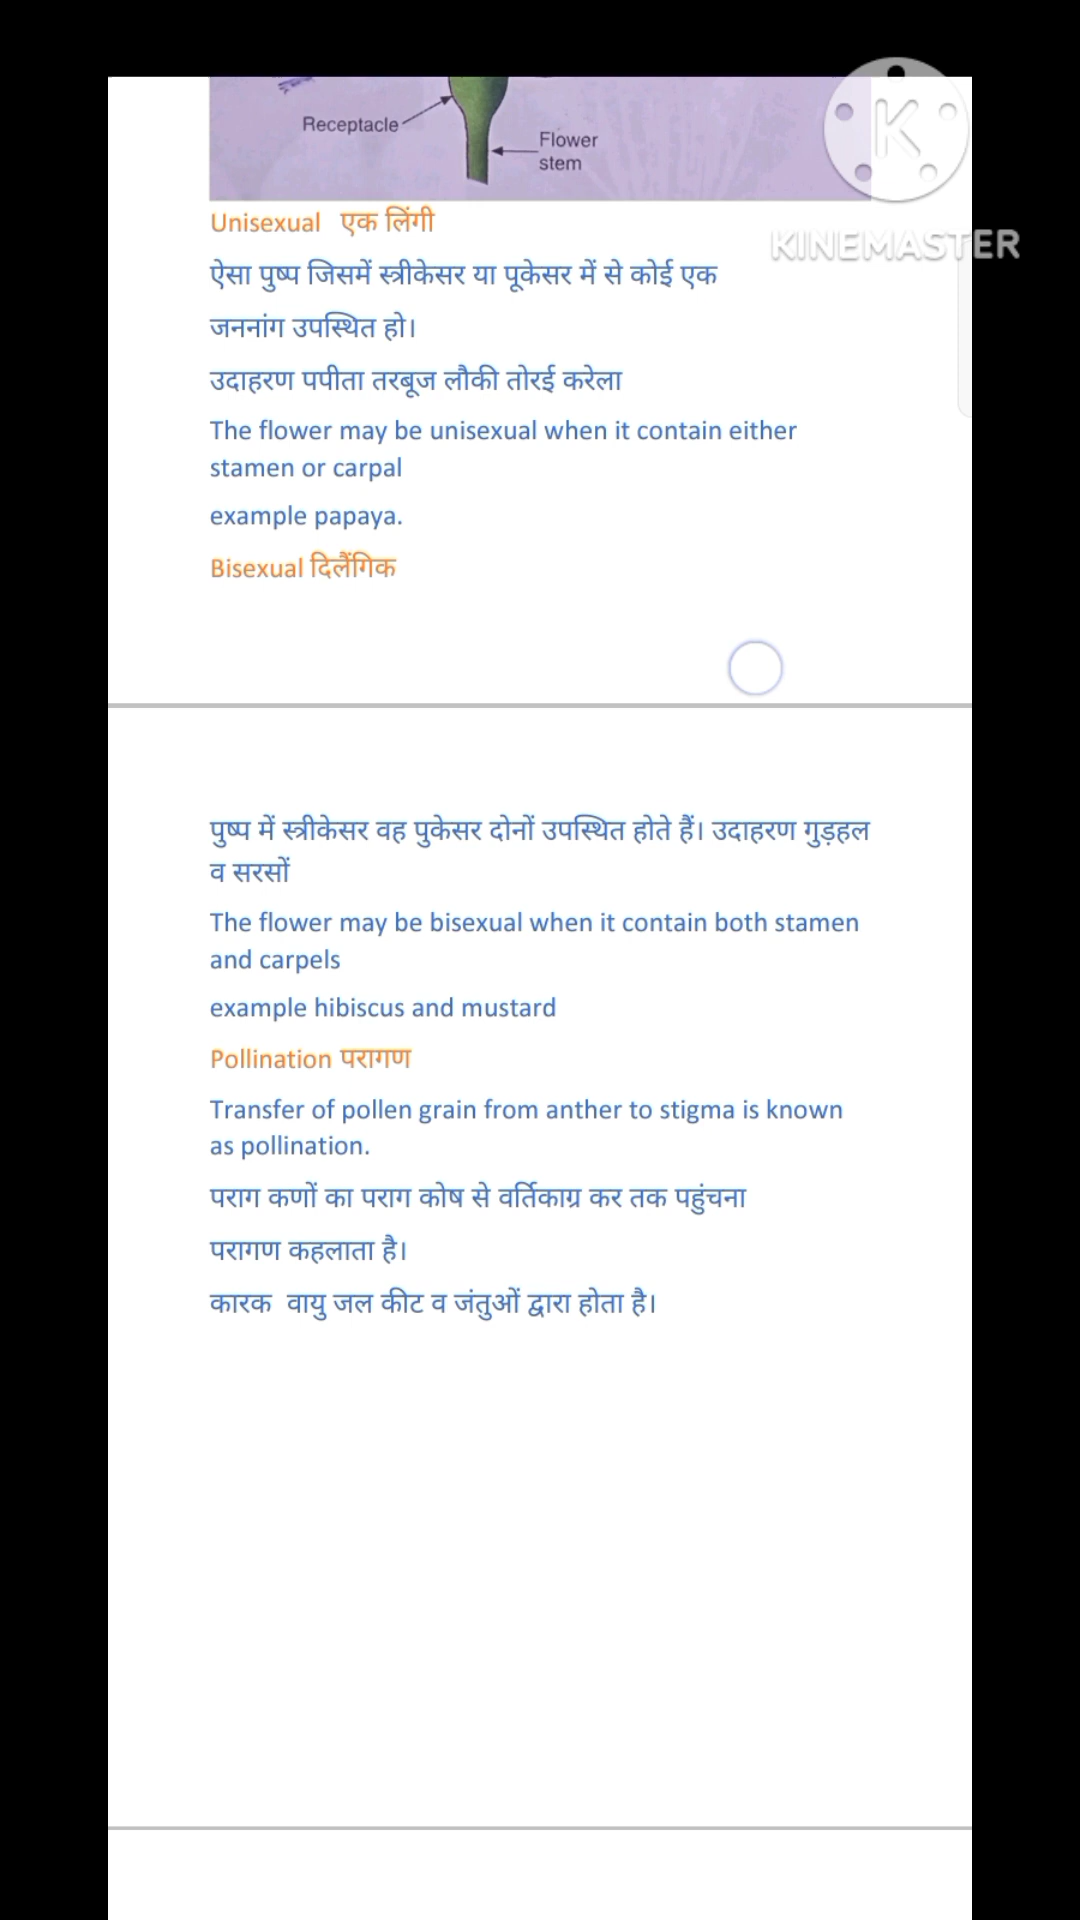 Receptacle
Flower
stem
K
KINEMASTER
Unisexual एक लिंगी
ऐसा पुष्प जिसमें स्त्रीकेसर या पूकेसर में से कोई एक
जननांग उपस्थित हो।
उदाहरण पपीता तरबूज लौकी तोरई करेला
The flower may be unisexual when it contain either
stamen or carpal
example papaya.
Bisexual दिलैंगिक
पुष्प में स्त्रीकेसर वह पुकेसर दोनों उपस्थित होते हैं। उदाहरण गुड़हल
व सरसों
The flower may be bisexual when it contain both stamen
and carpels
example hibiscus and mustard
Pollination परागण
Transfer of pollen grain from anther to stigma is known
as pollination.
पराग कणों का पराग कोष से वर्तिकाग्र कर तक पहुंचना
परागण कहलाता है।
कारक वायु जल कीट व जंतुओं द्वारा होता है।